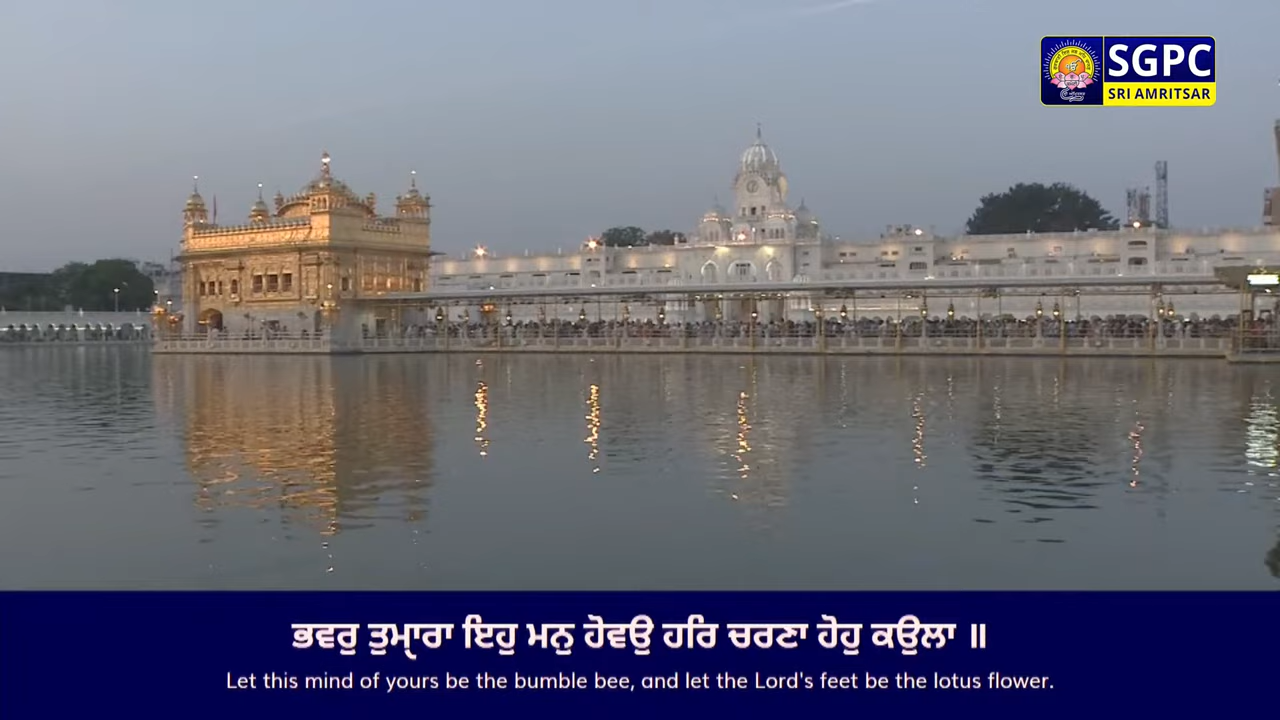 SGPC
SRI AMRITSAR
ਭਵਰੁ ਤੁਮ੍ਹਾਰਾ ਇਹੁ ਮਨੁ ਹੋਵਉ ਹਰਿ ਚਰਣਾ ਹੋਹੁ ਕਉਲਾ ॥
Let this mind of yours be the bumble bee, and let the Lord's feet be the lotus flower.